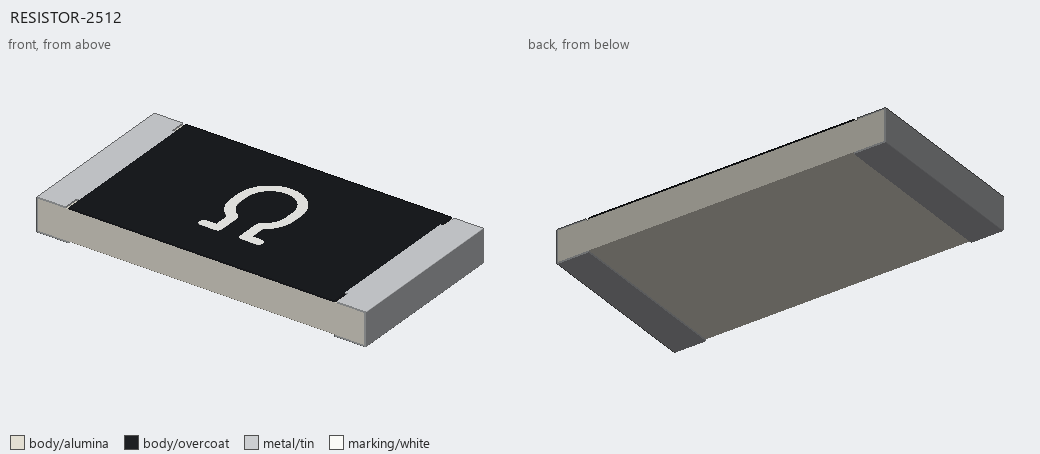 RESISTOR-2512
front, from above
back, from below
Ω
body/alumina
body/overcoat
metal/tin
marking/white